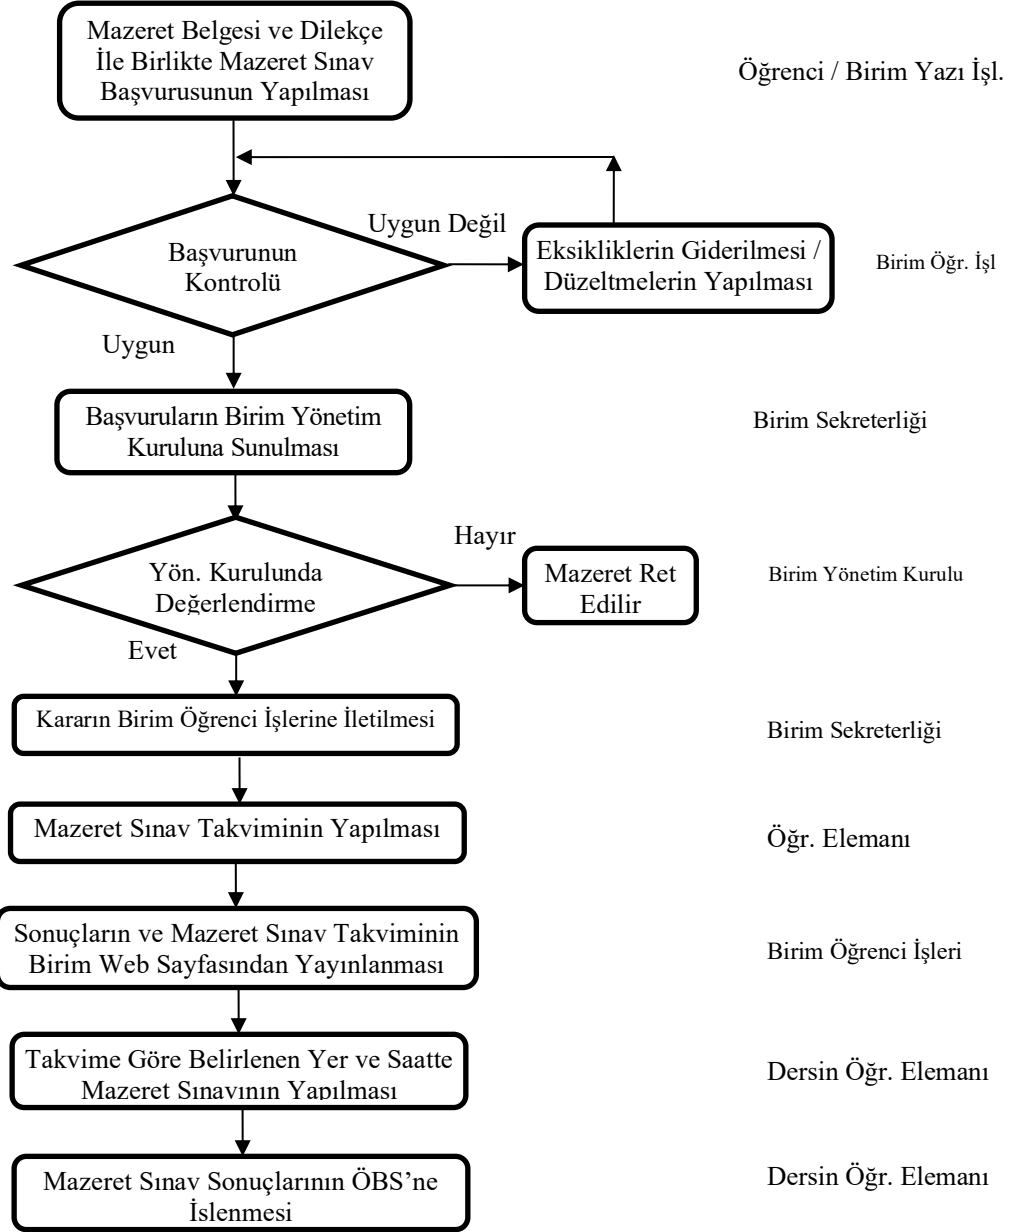 Mazeret Belgesi ve Dilekçe
İle Birlikte Mazeret Sınav
Başvurusunun Yapılması
Öğrenci / Birim Yazı İşl.
Uygun Değil
Başvurunun
Kontrolü
Eksikliklerin Giderilmesi /
Düzeltmelerin Yapılması
Birim Öğr. İşl
Uygun
Başvuruların Birim Yönetim
Kuruluna Sunulması
Birim Sekreterliği
Hayır
Yön. Kurulunda
Değerlendirme
Mazeret Ret
Edilir
Birim Yönetim Kurulu
Evet
Kararın Birim Öğrenci İşlerine İletilmesi
Birim Sekreterliği
Mazeret Sınav Takviminin Yapılması
Öğr. Elemanı
Sonuçların ve Mazeret Sınav Takviminin
Birim Web Sayfasından Yayınlanması
Birim Öğrenci İşleri
Takvime Göre Belirlenen Yer ve Saatte
Mazeret Sınavının Yapılması
Dersin Öğr. Elemanı
Mazeret Sınav Sonuçlarının ÖBS’ne
İşlenmesi
Dersin Öğr. Elemanı